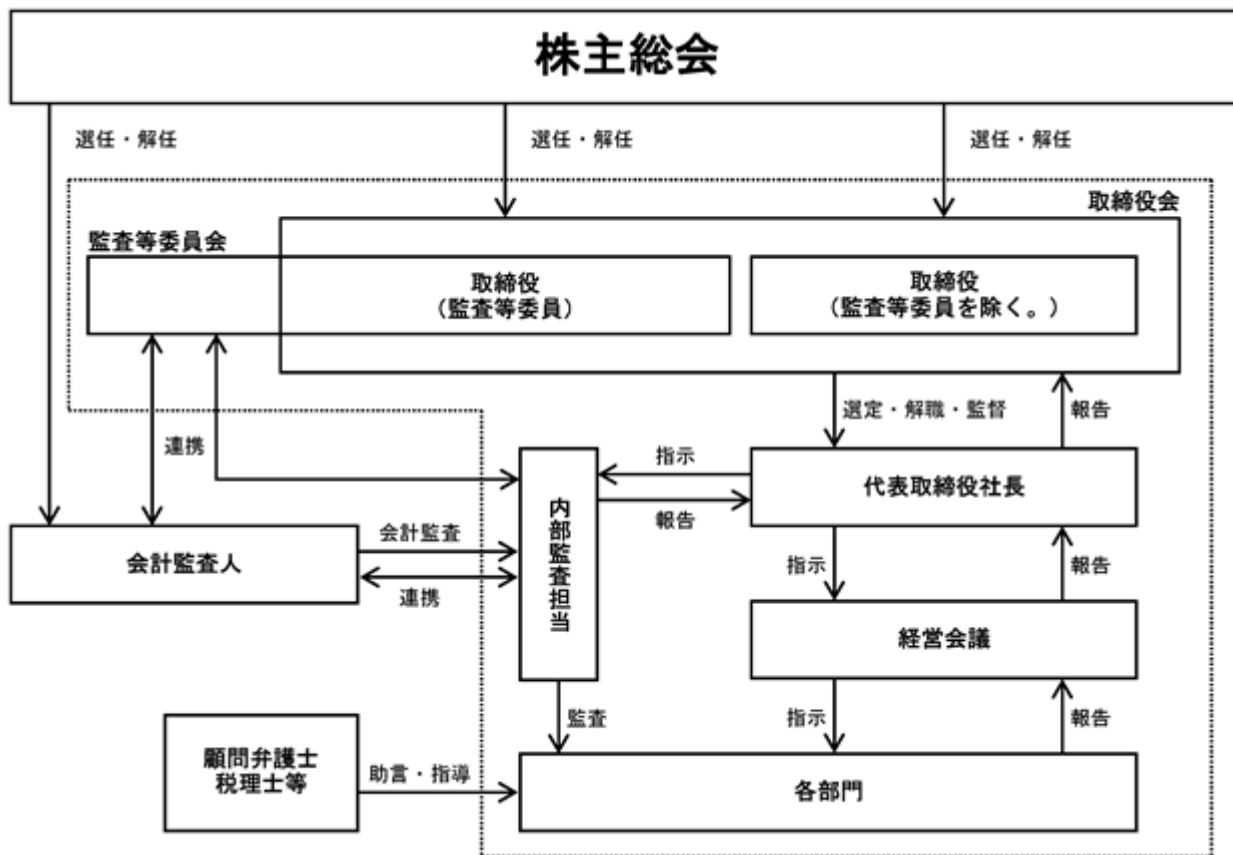 株主総会
選任・解任
選任・解任
選任・解任
取締役会
監査等委員会
取締役
（監査等委員）
取締役
（監査等委員を除く。）
選定・解職・監督
報告
連携
指示
報告
代表取締役社長
内部監査担当
会計監査人
会計監査
連携
指示
報告
経営会議
監査
指示
報告
顧問弁護士
税理士等
助言・指導
各部門